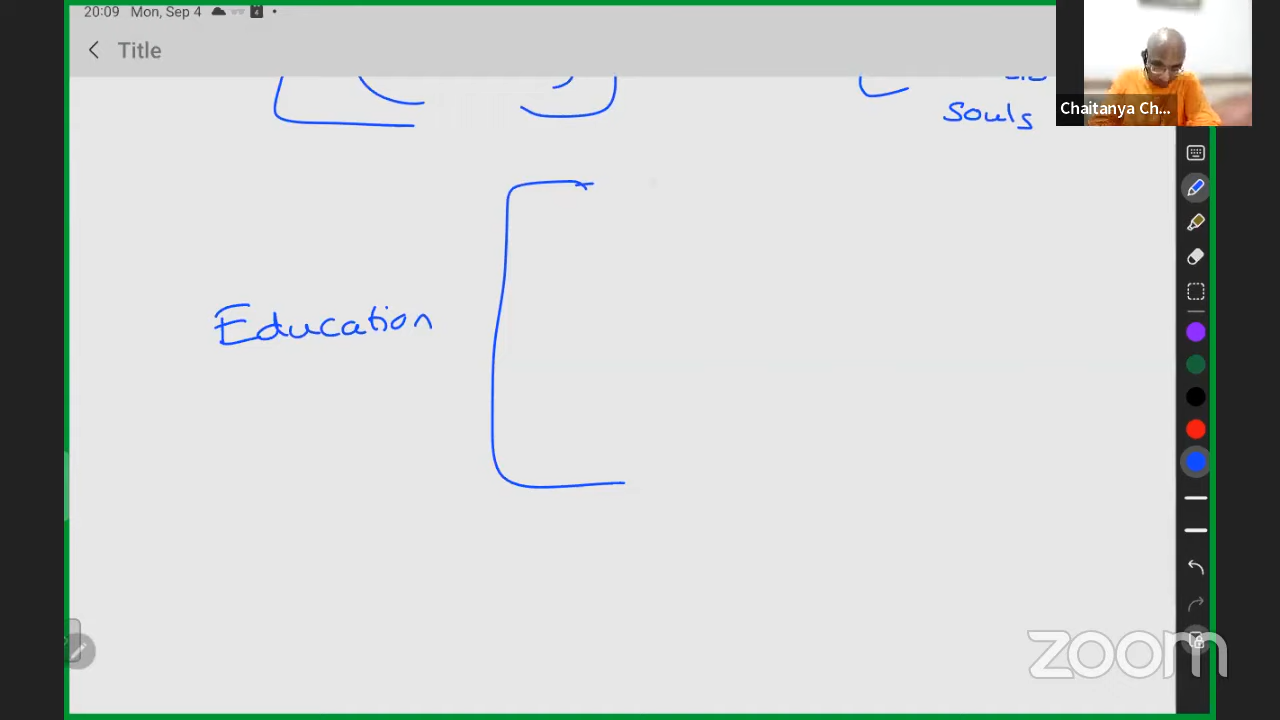 20:09 Mon, Sep 4
Title
Souls
Chaitanya Ch...
Education
zoom